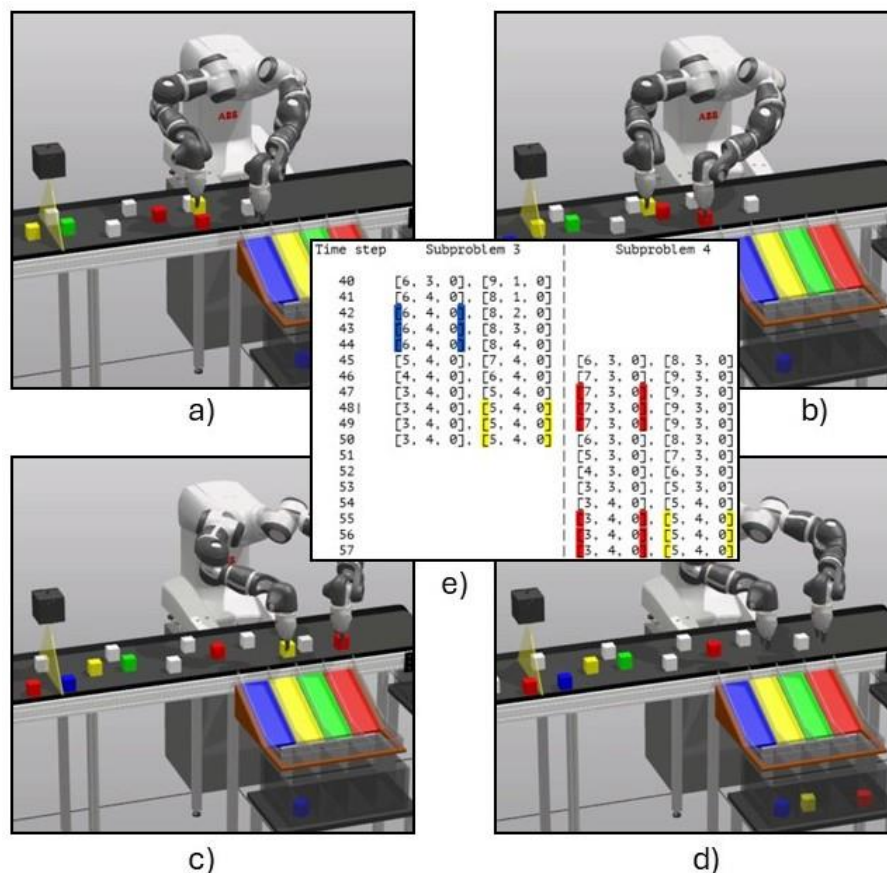 ABB
ABB
Time step Subproblem 3 | Subproblem 4
40 [6, 3, 0], [9, 1, 0] |
41 [6, 4, 0], [8, 1, 0] |
42 [6, 4, 0], [8, 2, 0] |
43 [6, 4, 0], [8, 3, 0] |
44 [6, 4, 0], [8, 4, 0] |
45 [5, 4, 0], [7, 4, 0] | [6, 3, 0], [8, 3, 0]
46 [4, 4, 0], [6, 4, 0] | [7, 3, 0], [9, 3, 0]
47 [3, 4, 0], [5, 4, 0] | [7, 3, 0], [9, 3, 0]
48| [3, 4, 0], [5, 4, 0] | [7, 3, 0], [9, 3, 0]
49 [3, 4, 0], [5, 4, 0] | [7, 3, 0], [9, 3, 0]
50 [3, 4, 0], [5, 4, 0] | [6, 3, 0], [8, 3, 0]
51 | [5, 3, 0], [7, 3, 0]
52 | [4, 3, 0], [6, 3, 0]
53 | [3, 3, 0], [5, 3, 0]
54 | [3, 4, 0], [5, 4, 0]
55 | [3, 4, 0], [5, 4, 0]
56 | [3, 4, 0], [5, 4, 0]
57 | [3, 4, 0], [5, 4, 0]
a)
b)
e)
c)
d)